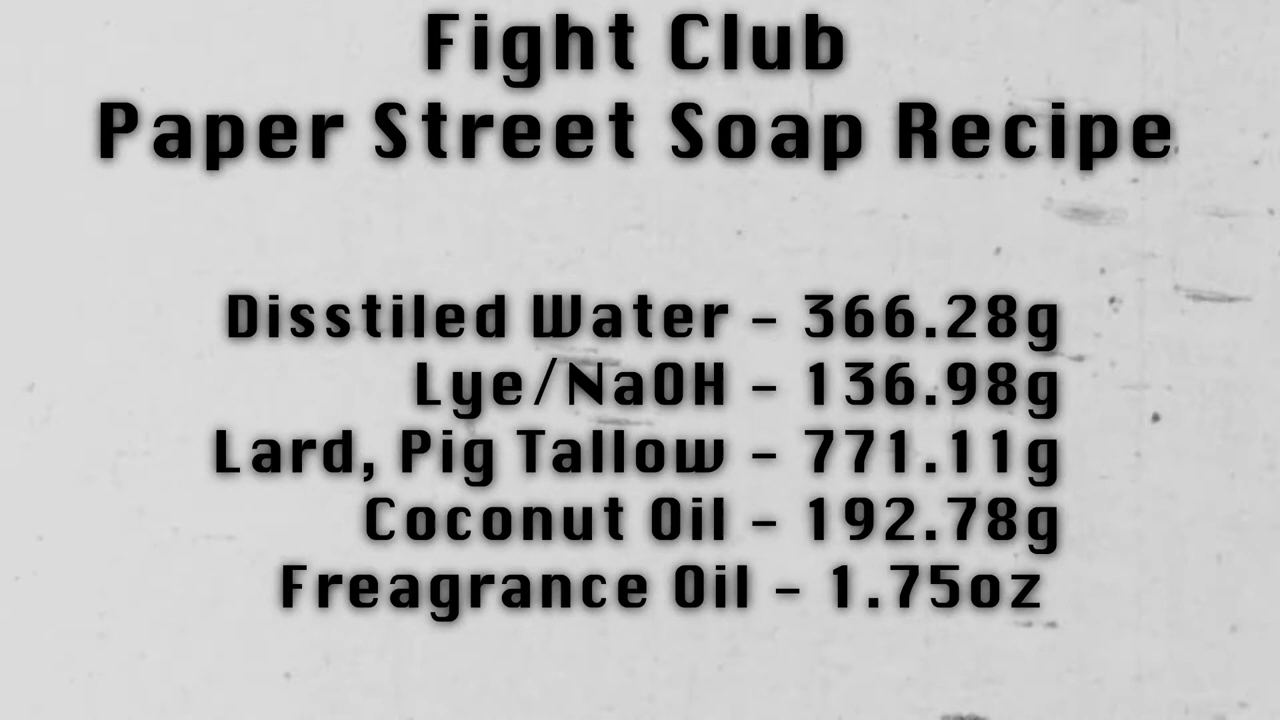 Fight Club
Paper Street Soap Recipe
Disstiled Water - 366.28g
Lye/NaOH - 136.98g
Lard, Pig Tallow - 771.11g
Coconut Oil - 192.78g
Freagrance Oil - 1.75oz